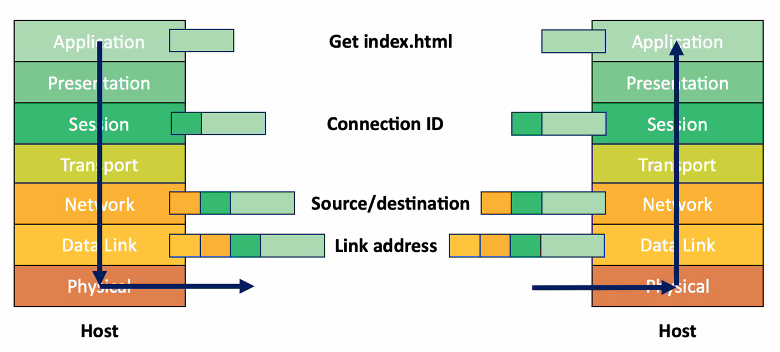 Application Get index.html Application
Presentation Presentation
Session Connection ID Session
Transport Transport
Network Source/destination Network
Data Link Link address Data Link
Physical Physical
Host Host